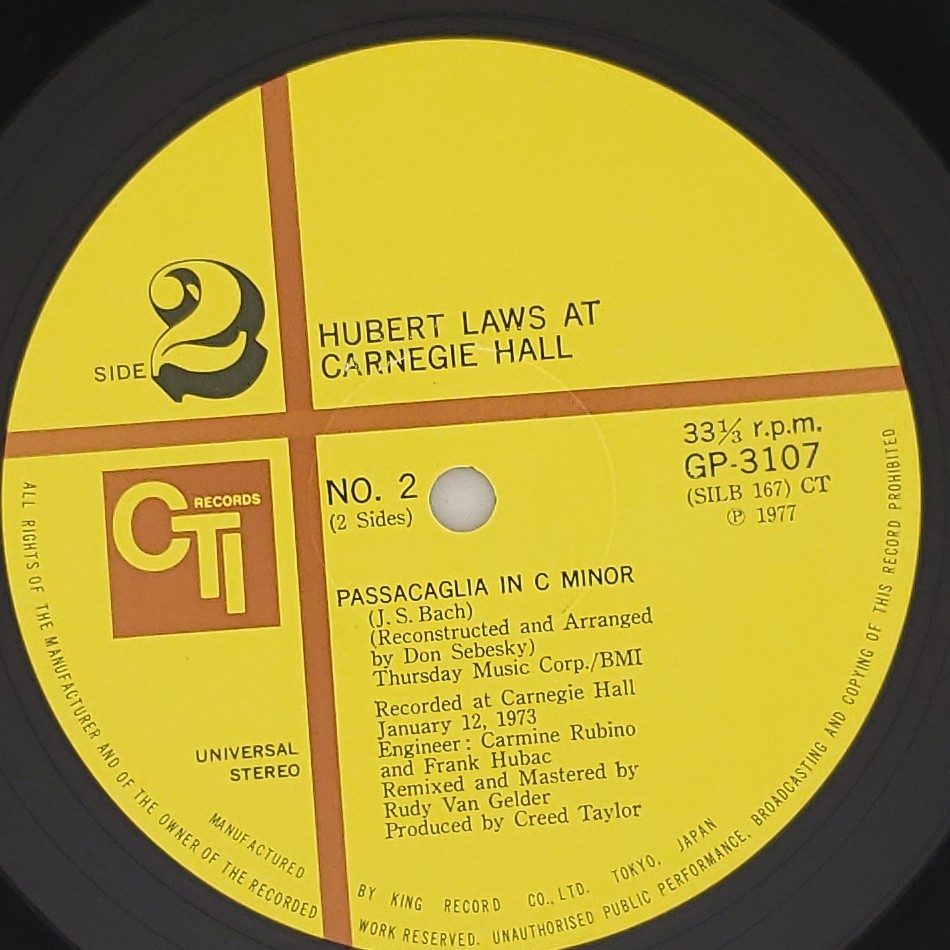 SIDE 2
HUBERT LAWS AT
CARNEGIE HALL
33⅓ r.p.m.
GP-3107
(SILB 167) CT
℗ 1977
NO. 2
(2 Sides)
RECORDS
CTI
PASSACAGLIA IN C MINOR
(J. S. Bach)
(Reconstructed and Arranged
by Don Sebesky)
Thursday Music Corp./BMI
Recorded at Carnegie Hall
January 12, 1973
Engineer: Carmine Rubino
and Frank Hubac
Remixed and Mastered by
Rudy Van Gelder
Produced by Creed Taylor
UNIVERSAL
STEREO
MANUFACTURED BY KING RECORD CO., LTD. TOKYO, JAPAN
ALL RIGHTS OF THE MANUFACTURER AND OF THE OWNER OF THE RECORDED WORK RESERVED. UNAUTHORISED PUBLIC PERFORMANCE, BROADCASTING AND COPYING OF THIS RECORD PROHIBITED